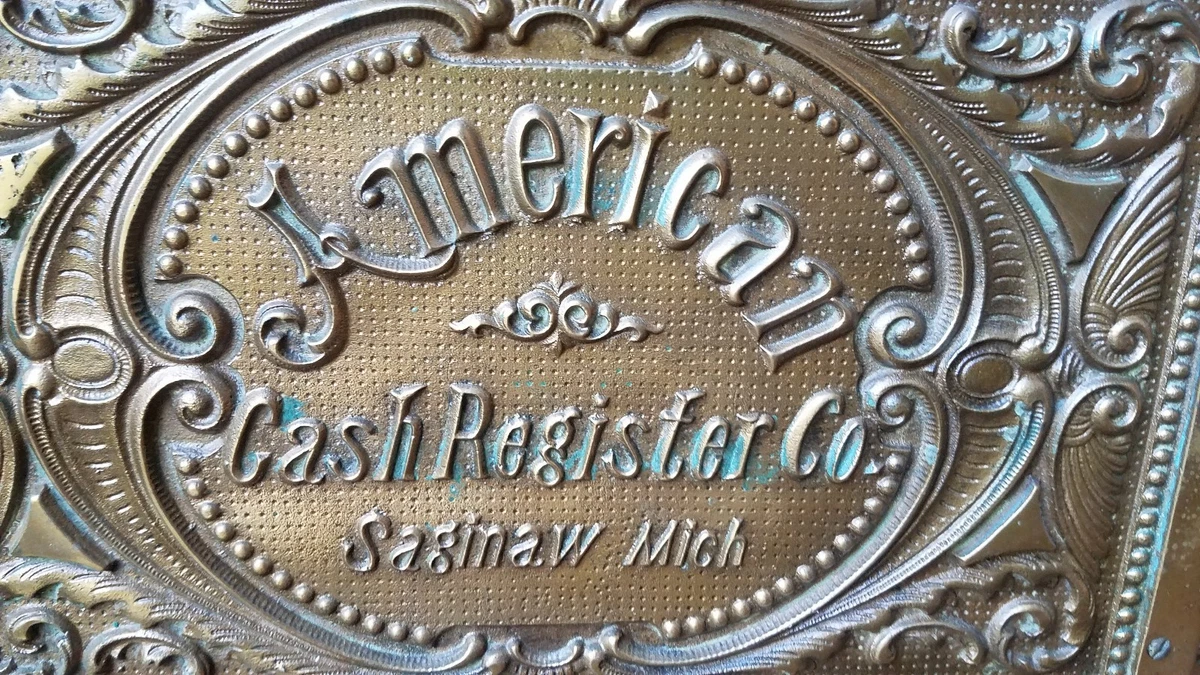 American
Cash Register Co.
Saginaw Mich